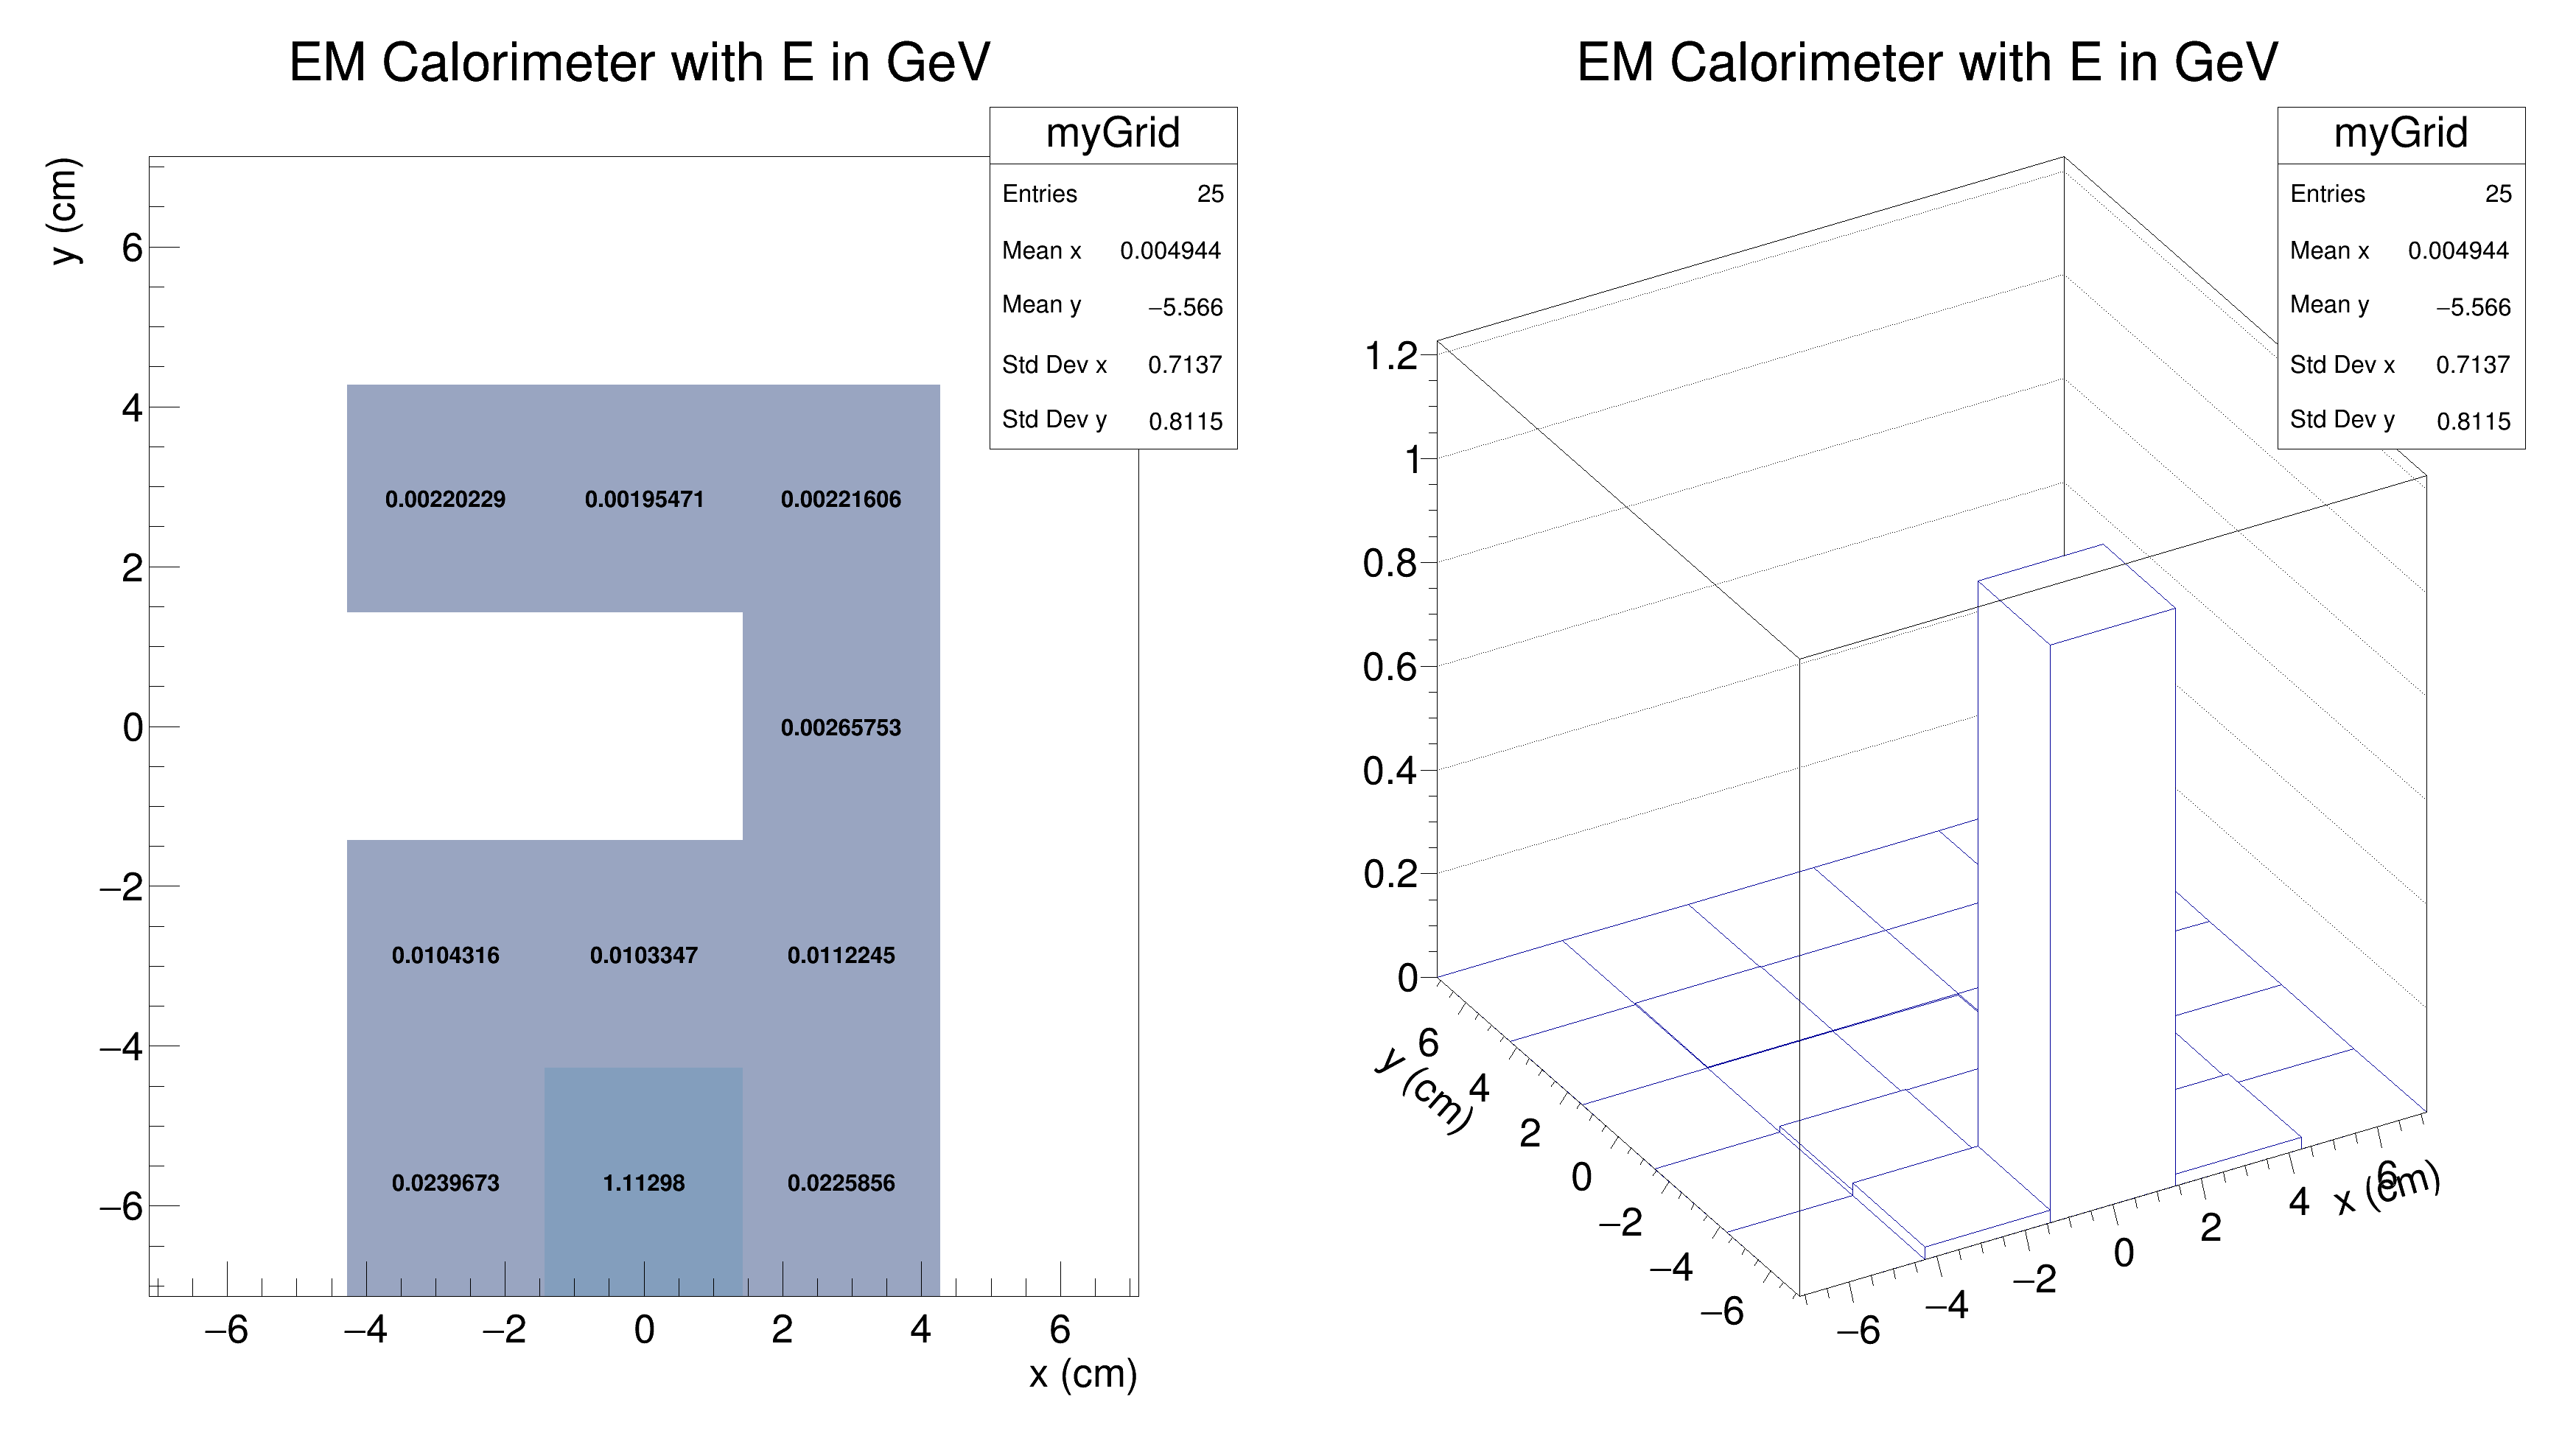 EM Calorimeter with E in GeV
myGrid
Entries 25
Mean x 0.004944
Mean y −5.566
Std Dev x 0.7137
Std Dev y 0.8115
y (cm)
6
4
2
0
−2
−4
−6
0.00220229 0.00195471 0.00221606
0.00265753
0.0104316 0.0103347 0.0112245
0.0239673 1.11298 0.0225856
−6 −4 −2 0 2 4 6
x (cm)
EM Calorimeter with E in GeV
myGrid
Entries 25
Mean x 0.004944
Mean y −5.566
Std Dev x 0.7137
Std Dev y 0.8115
1.2
1
0.8
0.6
0.4
0.2
0
y (cm)
6
4
2
0
−2
−4
−6
−6 −4 −2 0 2 4 6
x (cm)